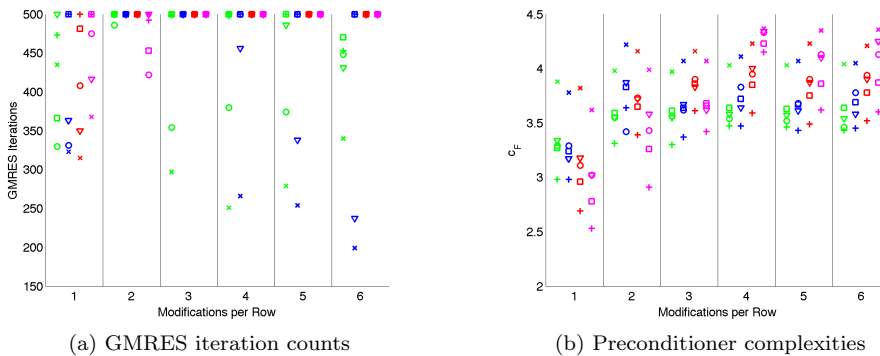 500
450
400
350
300
250
200
150
GMRES Iterations
1 2 3 4 5 6
Modifications per Row
(a) GMRES iteration counts
4.5
4
3.5
3
2.5
2
c_F
1 2 3 4 5 6
Modifications per Row
(b) Preconditioner complexities